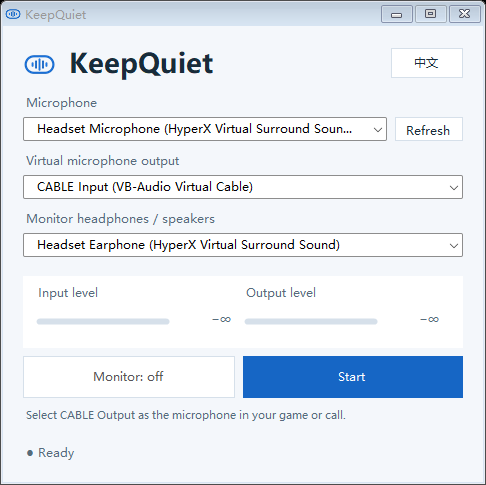 KeepQuiet
KeepQuiet
中文
Microphone
Headset Microphone (HyperX Virtual Surround Soun...
Refresh
Virtual microphone output
CABLE Input (VB-Audio Virtual Cable)
Monitor headphones / speakers
Headset Earphone (HyperX Virtual Surround Sound)
Input level
Output level
-∞
-∞
Monitor: off
Start
Select CABLE Output as the microphone in your game or call.
● Ready